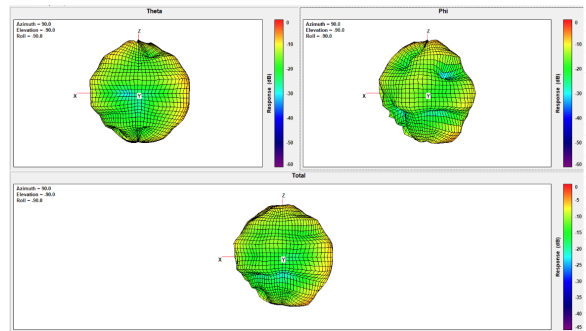 Theta
Azimuth = 90.0
Elevation = -90.0
Roll = -90.0
Z
X
Y
0
-10
-20
-30
-40
-50
-60
Response (dB)
Phi
Azimuth = 90.0
Elevation = -90.0
Roll = -90.0
Z
X
Y
0
-10
-20
-30
-40
-50
-60
Response (dB)
Total
Azimuth = 90.0
Elevation = -90.0
Roll = -90.0
Z
X
Y
0
-5
-10
-15
-20
-25
-30
-35
-40
-45
Response (dB)